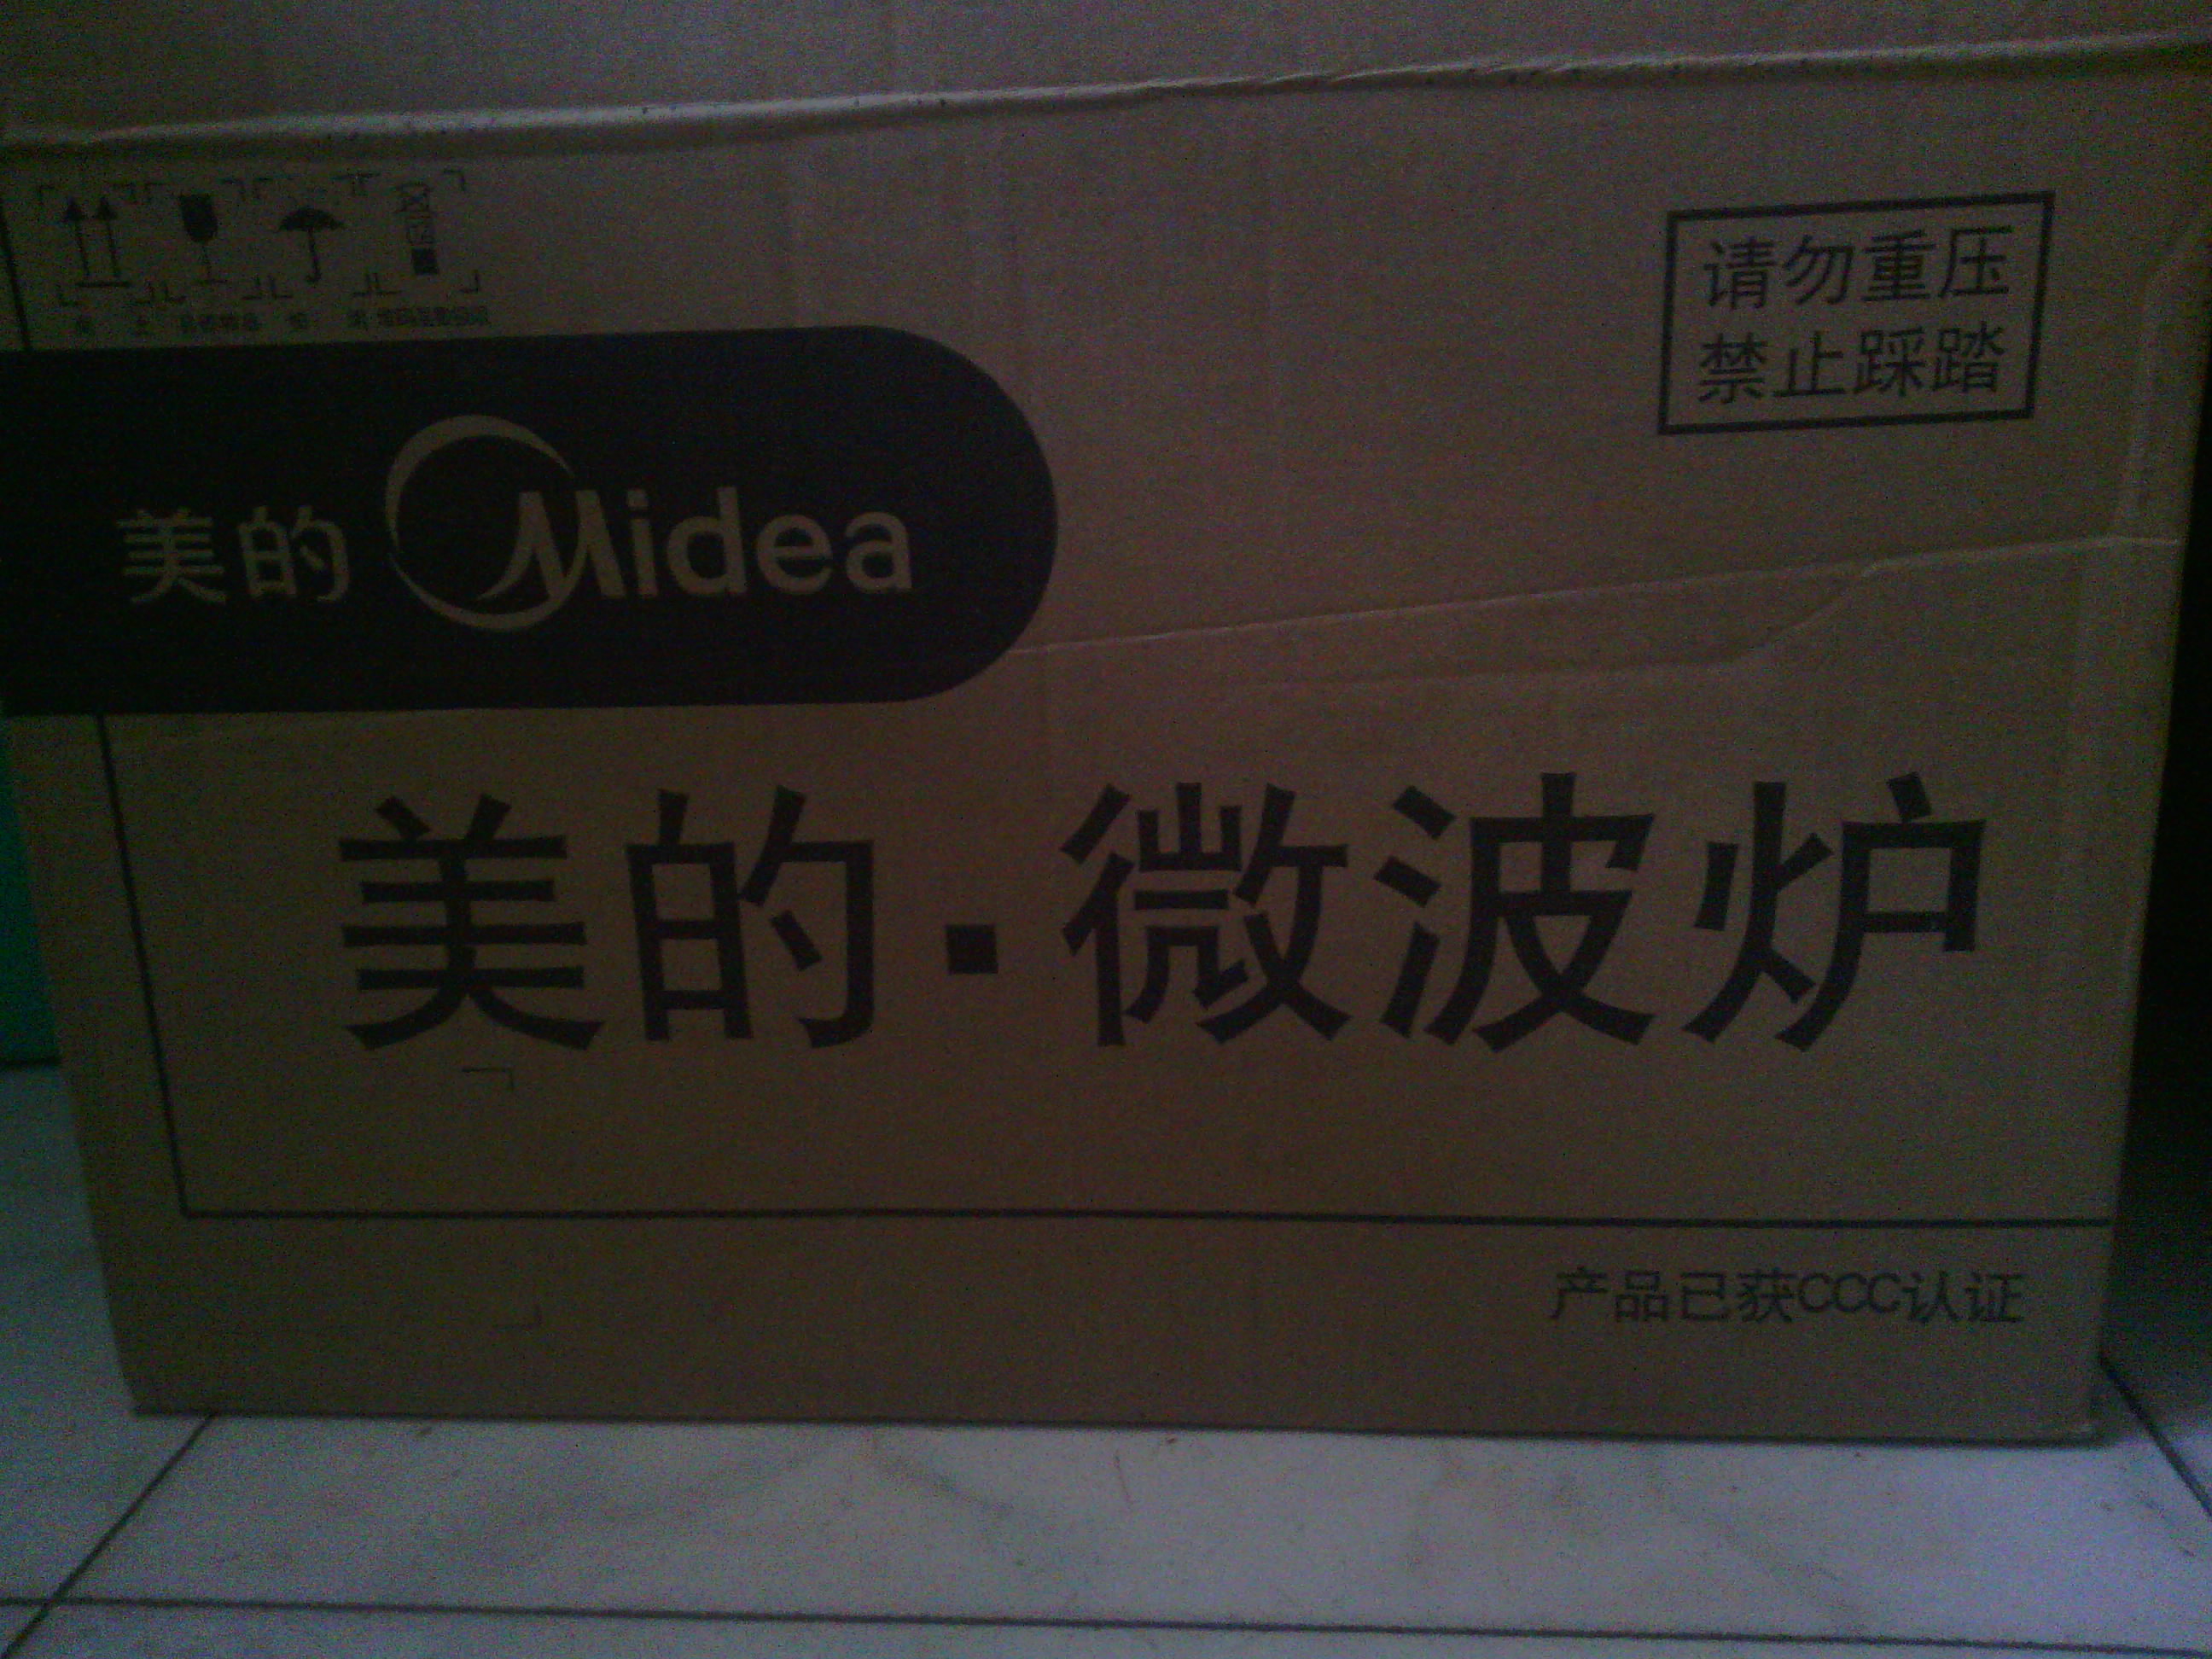 请勿重压
禁止踩踏
美的 Midea
美的·微波炉
产品已获CCC认证